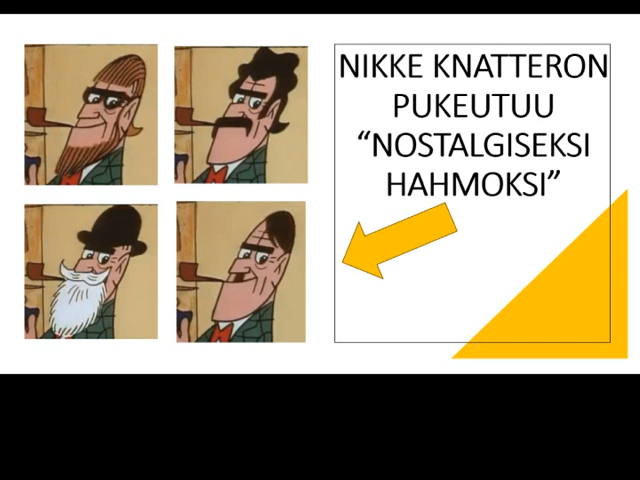 NIKKE KNATTERON
PUKEUTUU
“NOSTALGISEKSI
HAHMOKSI”